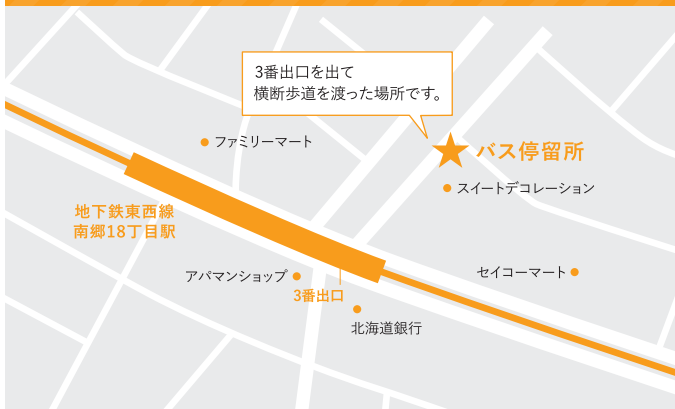 3番出口を出て
横断歩道を渡った場所です。
ファミリーマート
バス停留所
スイートデコレーション
地下鉄東西線
南郷18丁目駅
アパマンショップ
セイコーマート
3番出口
北海道銀行